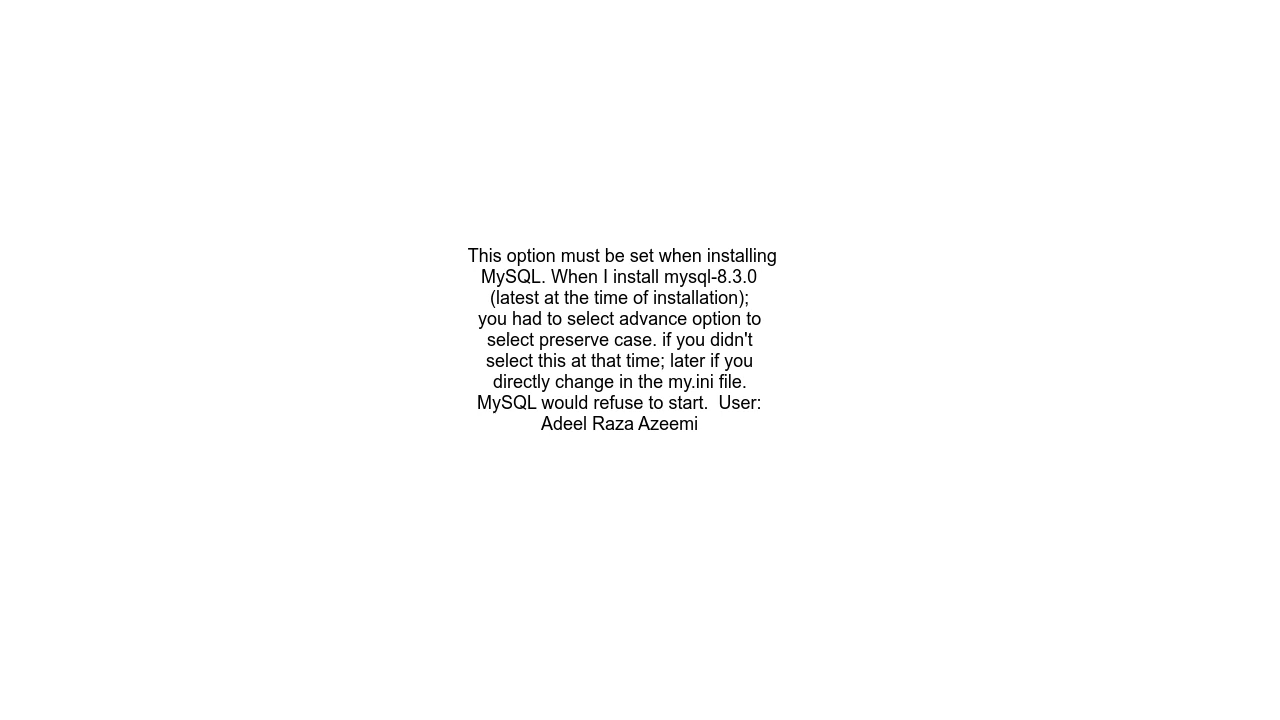 This option must be set when installing
MySQL. When I install mysql-8.3.0
(latest at the time of installation);
you had to select advance option to
select preserve case. if you didn't
select this at that time; later if you
directly change in the my.ini file.
MySQL would refuse to start.  User:
Adeel Raza Azeemi